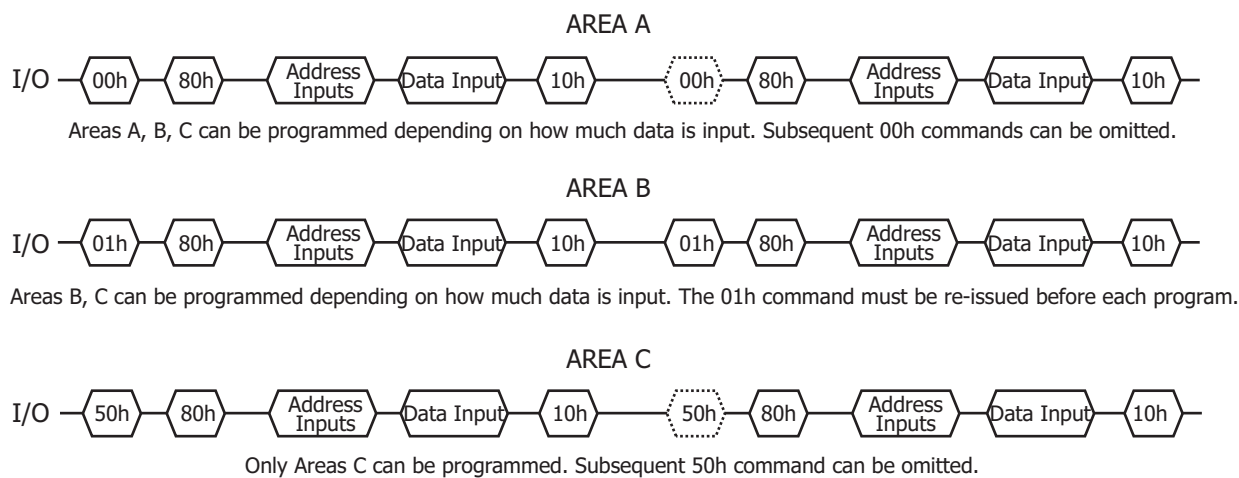 AREA A
I/O 00h 80h Address Inputs Data Input 10h 00h 80h Address Inputs Data Input 10h
Areas A, B, C can be programmed depending on how much data is input. Subsequent 00h commands can be omitted.
AREA B
I/O 01h 80h Address Inputs Data Input 10h 01h 80h Address Inputs Data Input 10h
Areas B, C can be programmed depending on how much data is input. The 01h command must be re-issued before each program.
AREA C
I/O 50h 80h Address Inputs Data Input 10h 50h 80h Address Inputs Data Input 10h
Only Areas C can be programmed. Subsequent 50h command can be omitted.